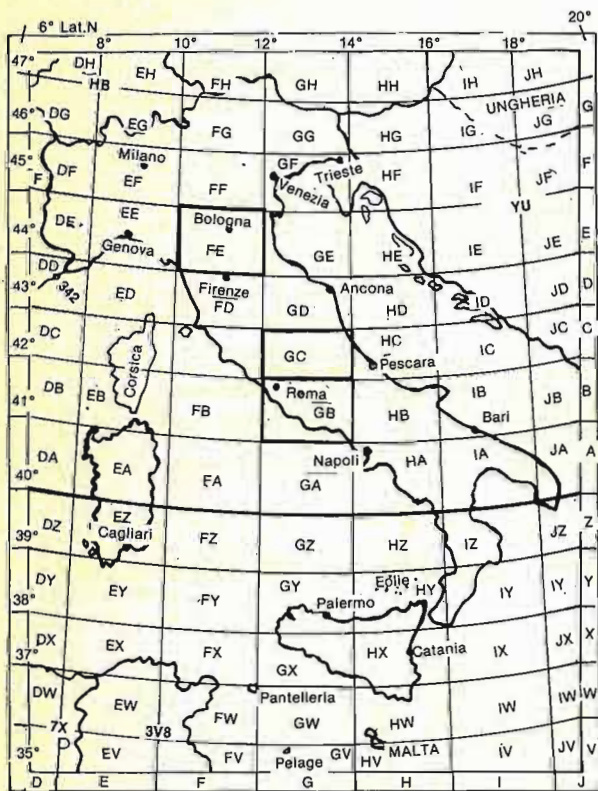 6° Lat.N 8° 10° 12° 14° 16° 18° 20°
47° DH EH FH GH HH IH JH
HB UNGHERIA G
46° DG EG FG GG HG IG JG
Milano Trieste F
45° F DF EF FF GF Venezia HF IF JF
YU
DE EE Bologna E
44° Genova FE GE HE IE JE
DD Firenze Ancona D
43° 342 ED FD GD HD ID JD
DC HC JC C
42° Corsica GC Pescara IC
DB EB Roma IB JB B
41° FB GB HB Bari
DA Napoli HA IA JA A
40° EA FA GA
DZ EZ JZ Z
39° Cagliari FZ GZ HZ IZ
DY GY Eolie HY IY Y
38° EY FY Palermo IY
DX EX FX HX Catania IX JX X
37° GX
DW Pantelleria IW W
36° EW FW GW HW IW
7X 3V8 MALTA V
35° D EV FV Pelage GV HV IV JV
D E F G H I J